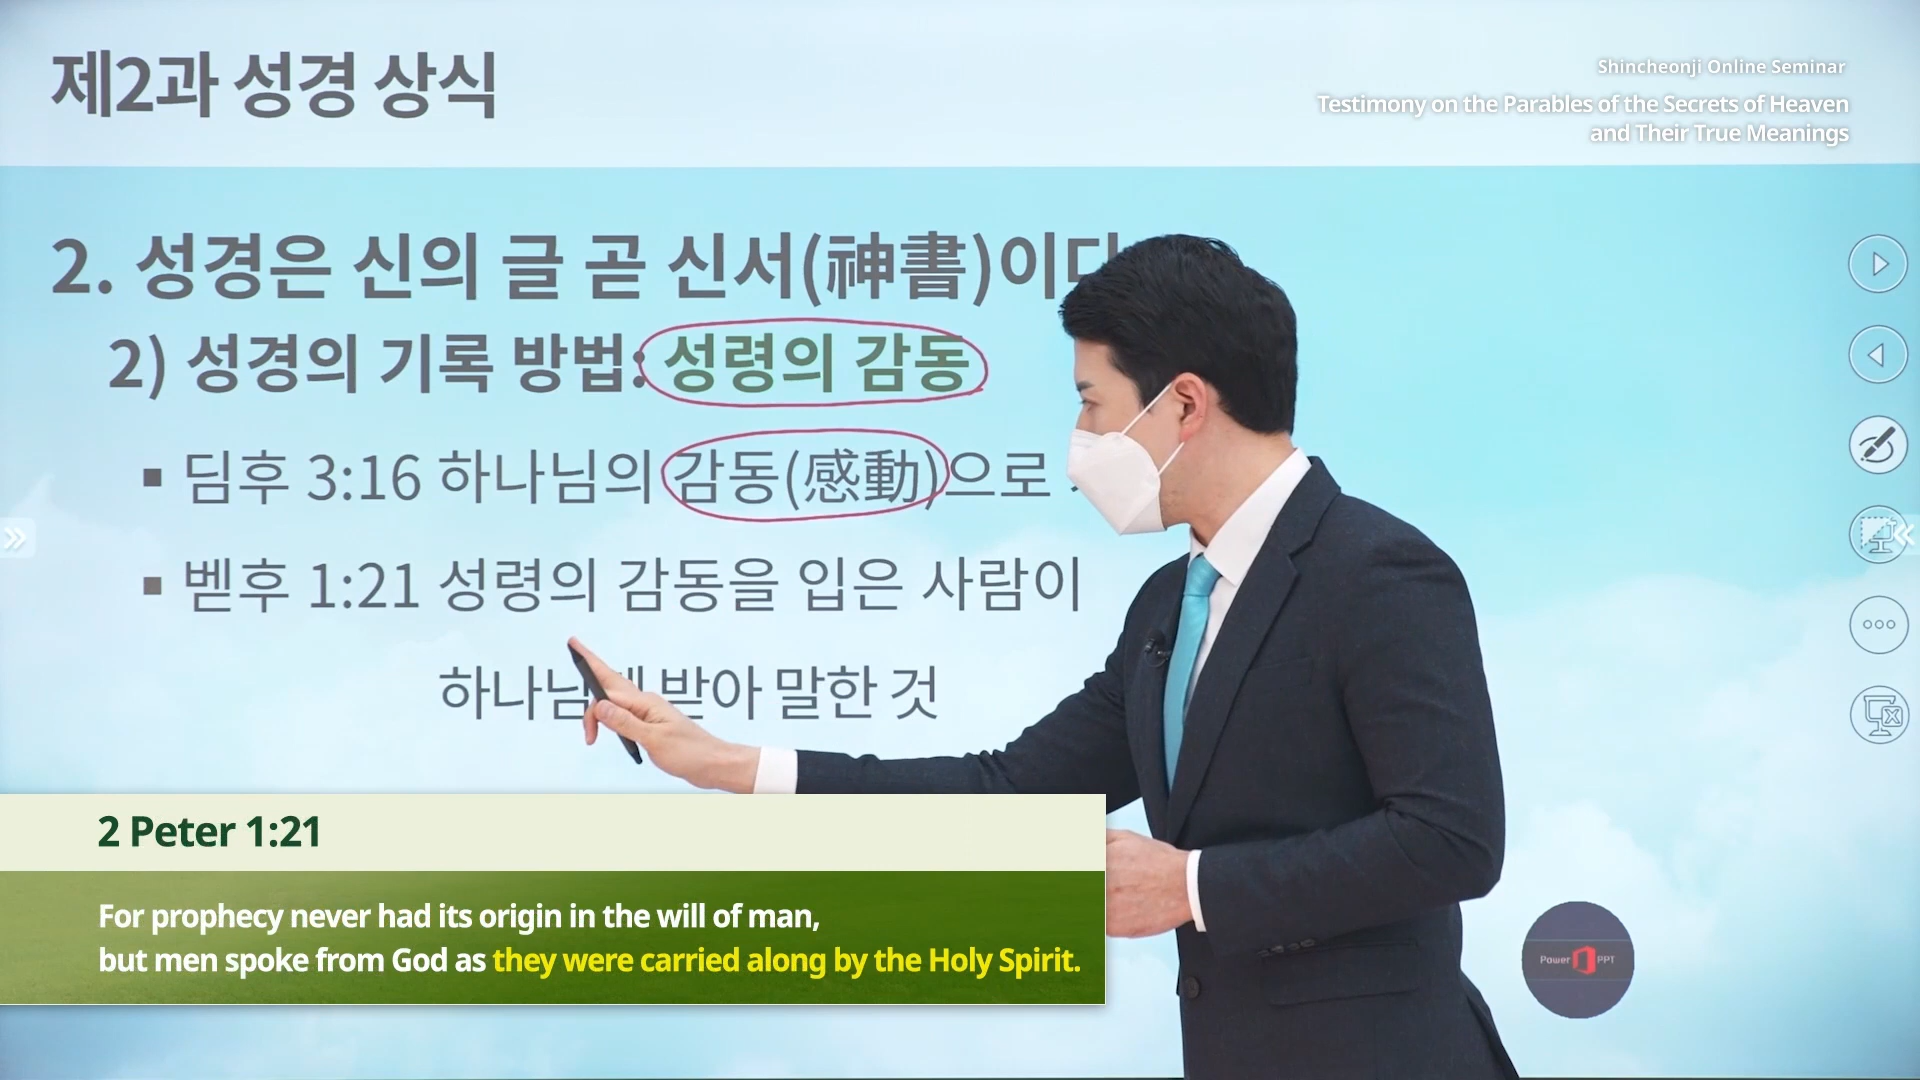 제2과 성경 상식
Shincheonji Online Seminar
Testimony on the Parables of the Secrets of Heaven
and Their True Meanings
2. 성경은 신의 글 곧 신서(神書)이다
2) 성경의 기록 방법: 성령의 감동
▪ 딤후 3:16 하나님의 감동(感動)으로
▪ 벧후 1:21 성령의 감동을 입은 사람이
하나님께 받아 말한 것
2 Peter 1:21
For prophecy never had its origin in the will of man,
but men spoke from God as they were carried along by the Holy Spirit.
Power PPT